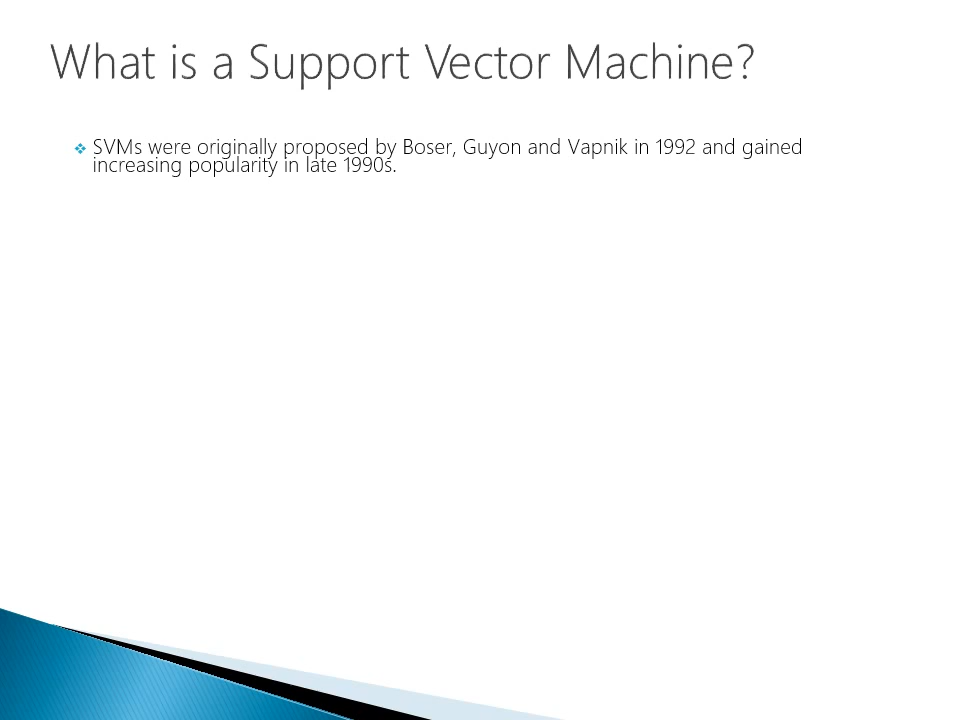 What is a Support Vector Machine?
SVMs were originally proposed by Boser, Guyon and Vapnik in 1992 and gained
increasing popularity in late 1990s.